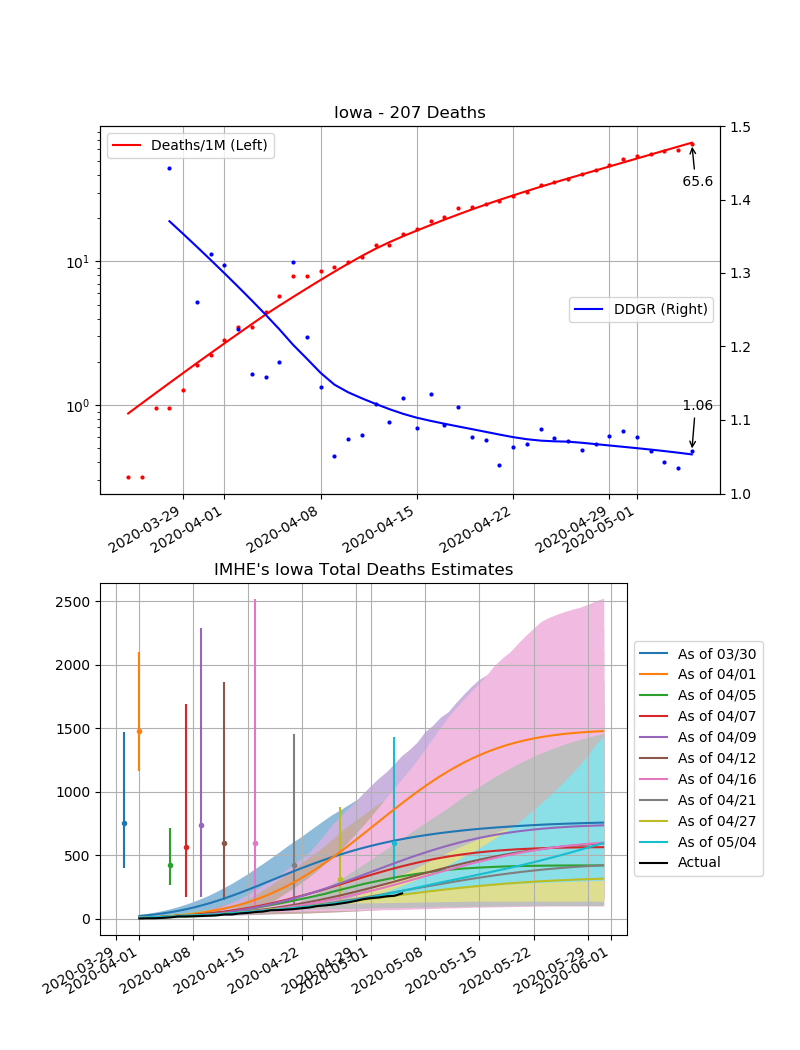 Iowa - 207 Deaths
Deaths/1M (Left)
DDGR (Right)
65.6
1.06
10^1
10^0
1.5
1.4
1.3
1.2
1.1
1.0
2020-03-29
2020-04-01
2020-04-08
2020-04-15
2020-04-22
2020-04-29
2020-05-01
IMHE's Iowa Total Deaths Estimates
2500
2000
1500
1000
500
0
2020-03-29
2020-04-01
2020-04-08
2020-04-15
2020-04-22
2020-04-29
2020-05-01
2020-05-08
2020-05-15
2020-05-22
2020-05-29
2020-06-01
As of 03/30
As of 04/01
As of 04/05
As of 04/07
As of 04/09
As of 04/12
As of 04/16
As of 04/21
As of 04/27
As of 05/04
Actual